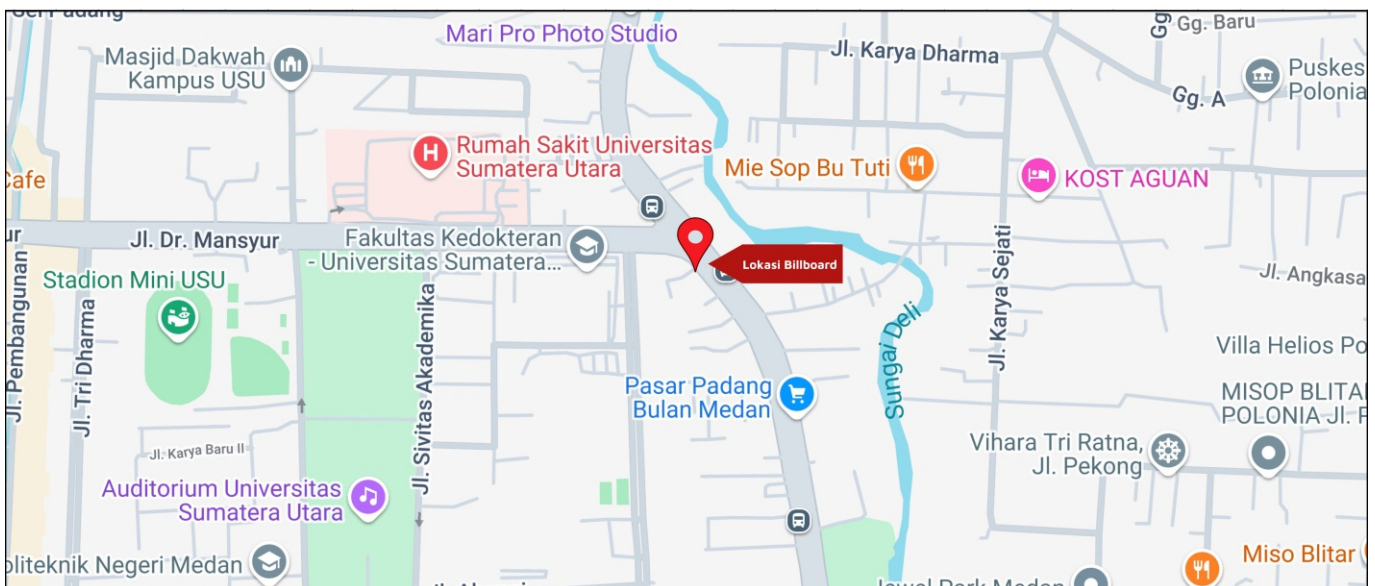 Mari Pro Photo Studio
Gg. Baru
Gg.
Masjid Dakwah
Kampus USU
Jl. Karya Dharma
Puskes
Polonia
Gg. A
Rumah Sakit Universitas
Sumatera Utara
H
Mie Sop Bu Tuti
KOST AGUAN
Cafe
Jl. Dr. Mansyur
Fakultas Kedokteran
- Universitas Sumatera...
Lokasi Billboard
Jl. Angkasa
Stadion Mini USU
Jl. Pembangunan
Jl. Tri Dharma
Jl. Sivitas Akademika
Jl. Karya Sejati
Sungai Deli
Villa Helios Po
Pasar Padang
Bulan Medan
MISOP BLITAI
POLONIA Jl. P
Jl. Karya Baru II
Vihara Tri Ratna,
Jl. Pekong
Auditorium Universitas
Sumatera Utara
oliteknik Negeri Medan
Miso Blitar